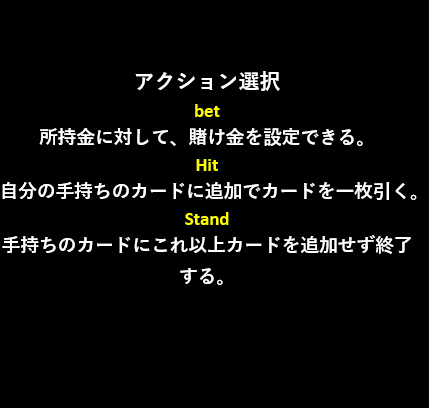 アクション選択
bet
所持金に対して、賭け金を設定できる。
Hit
自分の手持ちのカードに追加でカードを一枚引く。
Stand
手持ちのカードにこれ以上カードを追加せず終了
する。